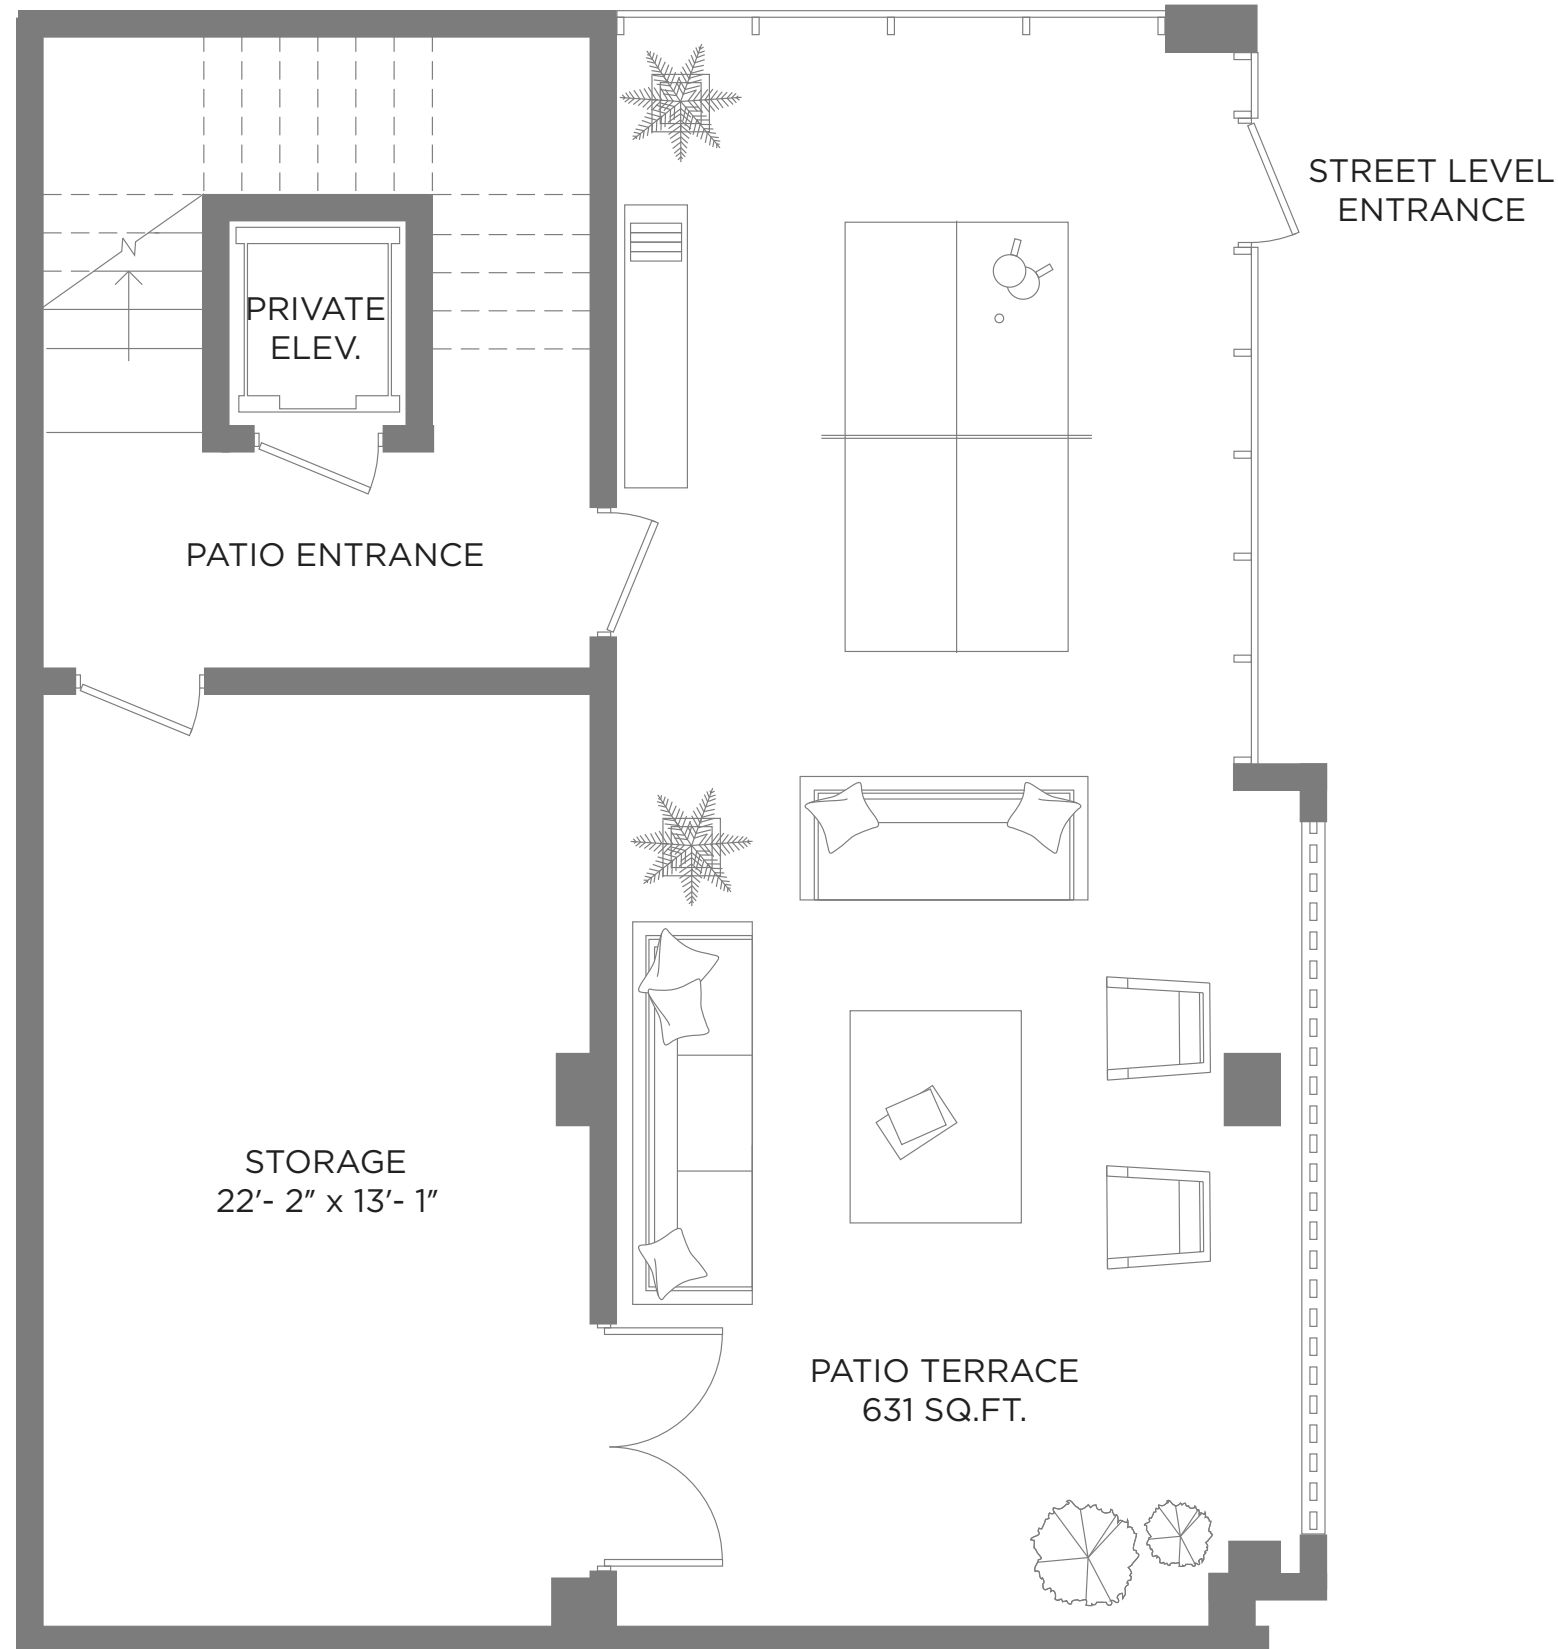 STREET LEVEL
ENTRANCE
PRIVATE
ELEV.
PATIO ENTRANCE
STORAGE
22'- 2" x 13'- 1"
PATIO TERRACE
631 SQ.FT.